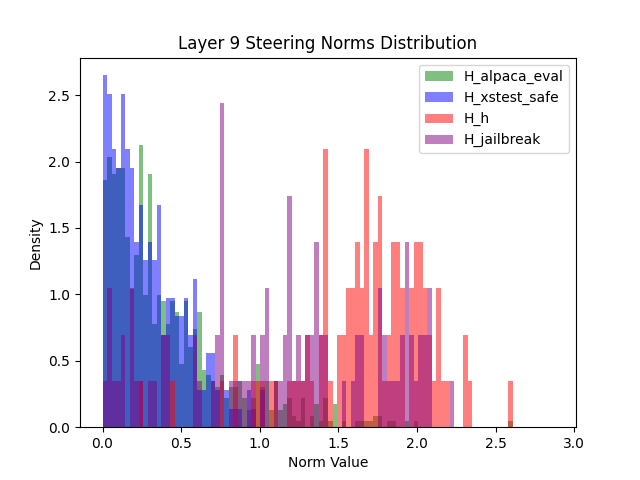 Layer 9 Steering Norms Distribution
H_alpaca_eval
H_xstest_safe
H_h
H_jailbreak
Density
2.5
2.0
1.5
1.0
0.5
0.0
0.0 0.5 1.0 1.5 2.0 2.5 3.0
Norm Value